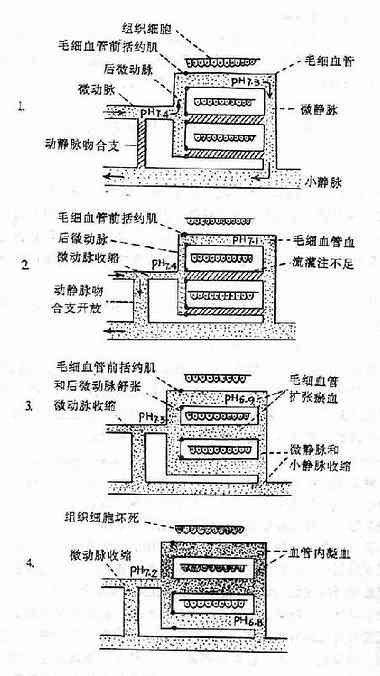 组织细胞
毛细血管前括约肌
毛细血管
后微动脉
pH7.3
微动脉
1.
pH7.4
微静脉
动静脉吻合支
小静脉
毛细血管前括约肌
pH7.1
毛细血管血
流灌注不足
后微动脉
微动脉收缩
2.
pH7.4
动静脉吻
合支开放
毛细血管前括约肌
和后微动脉舒张
pH6.9
毛细血管
扩张瘀血
3.
微动脉收缩
pH7.3
微静脉和
小静脉收缩
组织细胞坏死
4.
微动脉收缩
血管内凝血
pH7.2
pH6.8